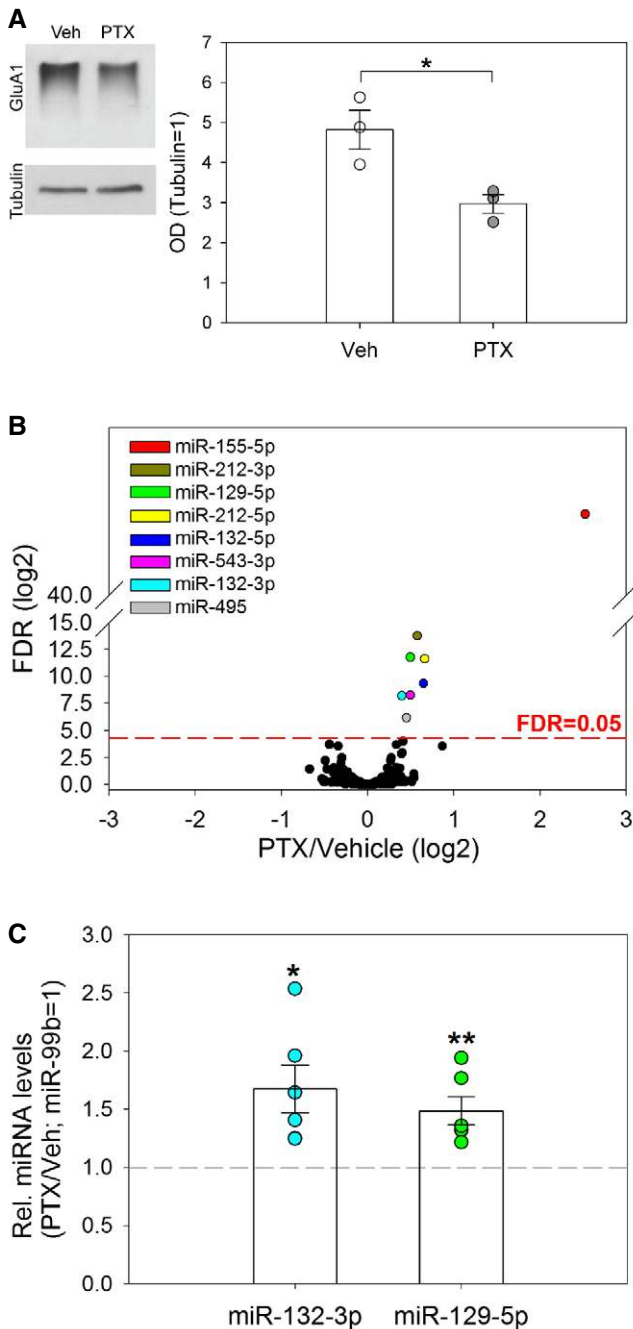 A
Veh PTX
GluA1
Tubulin
OD (Tubulin=1)
7
6
5
4
3
2
1
0
*
Veh PTX
B
miR-155-5p
miR-212-3p
miR-129-5p
miR-212-5p
miR-132-5p
miR-543-3p
miR-132-3p
miR-495
FDR (log2)
40.0
15.0
12.5
10.0
7.5
5.0
2.5
0.0
FDR=0.05
-3 -2 -1 0 1 2 3
PTX/Vehicle (log2)
C
Rel. miRNA levels
(PTX/Veh; miR-99b=1)
3.0
2.5
2.0
1.5
1.0
0.5
0.0
*
**
miR-132-3p miR-129-5p